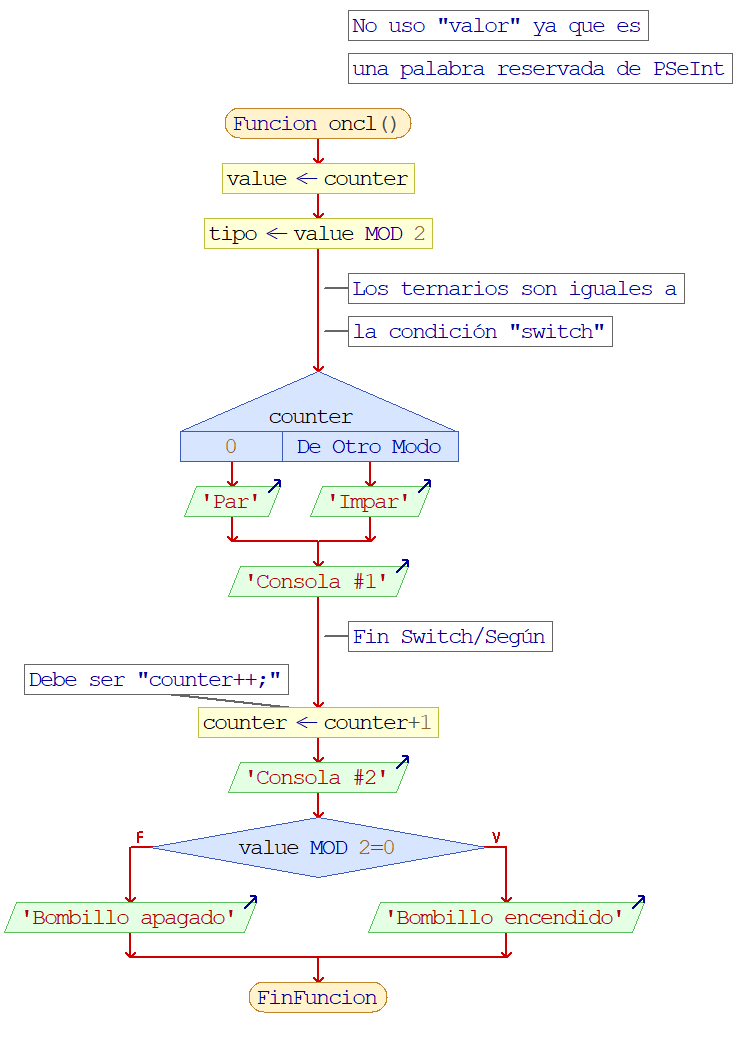 No uso "valor" ya que es
una palabra reservada de PSeInt
Funcion oncl()
value ← counter
tipo ← value MOD 2
Los ternarios son iguales a
la condición "switch"
counter
0 De Otro Modo
'Par' 'Impar'
'Consola #1'
Fin Switch/Según
Debe ser "counter++;"
counter ← counter+1
'Consola #2'
F V
value MOD 2=0
'Bombillo apagado' 'Bombillo encendido'
FinFuncion